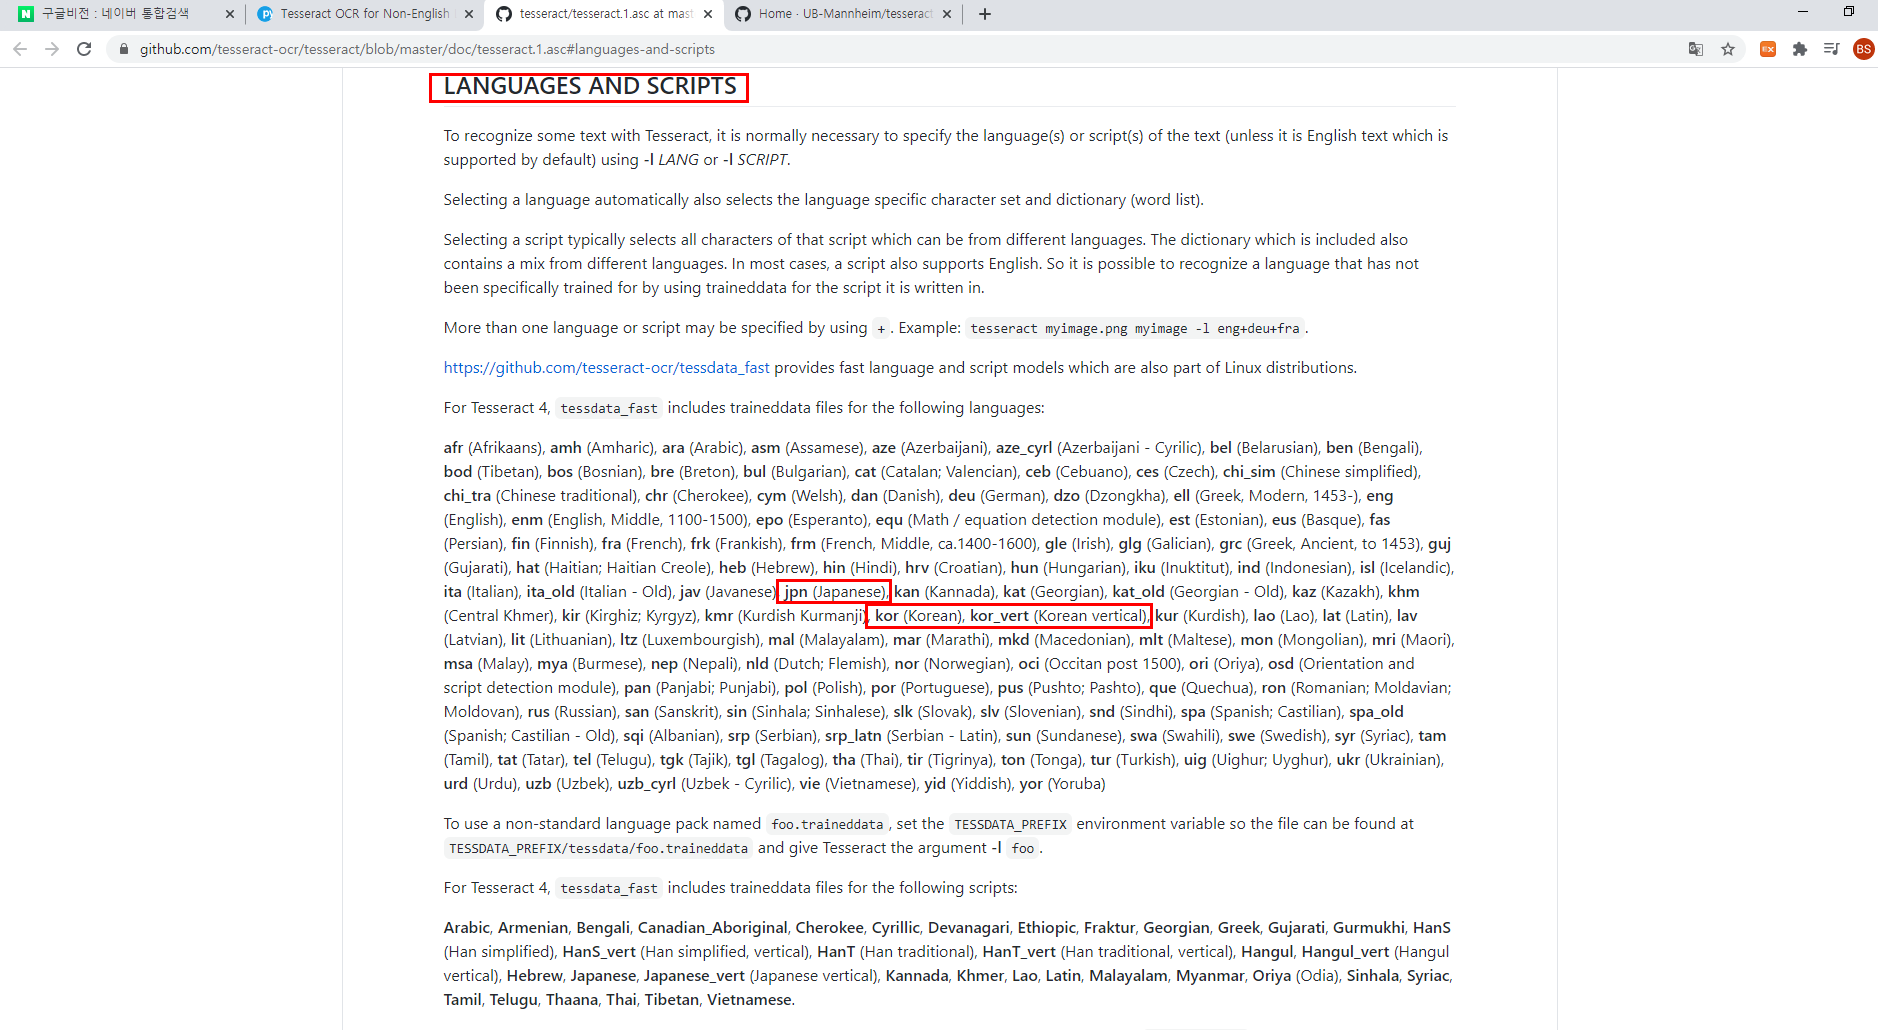 구글비전 : 네이버 통합검색
Tesseract OCR for Non-English
tesseract/tesseract.1.asc at mast
Home · UB-Mannheim/tesseract
github.com/tesseract-ocr/tesseract/blob/master/doc/tesseract.1.asc#languages-and-scripts
BS
LANGUAGES AND SCRIPTS
To recognize some text with Tesseract, it is normally necessary to specify the language(s) or script(s) of the text (unless it is English text which is
supported by default) using -l LANG or -l SCRIPT.
Selecting a language automatically also selects the language specific character set and dictionary (word list).
Selecting a script typically selects all characters of that script which can be from different languages. The dictionary which is included also
contains a mix from different languages. In most cases, a script also supports English. So it is possible to recognize a language that has not
been specifically trained for by using traineddata for the script it is written in.
More than one language or script may be specified by using +. Example: tesseract myimage.png myimage -l eng+deu+fra.
https://github.com/tesseract-ocr/tessdata_fast provides fast language and script models which are also part of Linux distributions.
For Tesseract 4, tessdata_fast includes traineddata files for the following languages:
afr (Afrikaans), amh (Amharic), ara (Arabic), asm (Assamese), aze (Azerbaijani), aze_cyrl (Azerbaijani - Cyrilic), bel (Belarusian), ben (Bengali),
bod (Tibetan), bos (Bosnian), bre (Breton), bul (Bulgarian), cat (Catalan; Valencian), ceb (Cebuano), ces (Czech), chi_sim (Chinese simplified),
chi_tra (Chinese traditional), chr (Cherokee), cym (Welsh), dan (Danish), deu (German), dzo (Dzongkha), ell (Greek, Modern, 1453-), eng
(English), enm (English, Middle, 1100-1500), epo (Esperanto), equ (Math / equation detection module), est (Estonian), eus (Basque), fas
(Persian), fin (Finnish), fra (French), frk (Frankish), frm (French, Middle, ca.1400-1600), gle (Irish), glg (Galician), grc (Greek, Ancient, to 1453), guj
(Gujarati), hat (Haitian; Haitian Creole), heb (Hebrew), hin (Hindi), hrv (Croatian), hun (Hungarian), iku (Inuktitut), ind (Indonesian), isl (Icelandic),
ita (Italian), ita_old (Italian - Old), jav (Javanese), jpn (Japanese), kan (Kannada), kat (Georgian), kat_old (Georgian - Old), kaz (Kazakh), khm
(Central Khmer), kir (Kirghiz; Kyrgyz), kmr (Kurdish Kurmanji), kor (Korean), kor_vert (Korean vertical), kur (Kurdish), lao (Lao), lat (Latin), lav
(Latvian), lit (Lithuanian), ltz (Luxembourgish), mal (Malayalam), mar (Marathi), mkd (Macedonian), mlt (Maltese), mon (Mongolian), mri (Maori),
msa (Malay), mya (Burmese), nep (Nepali), nld (Dutch; Flemish), nor (Norwegian), oci (Occitan post 1500), ori (Oriya), osd (Orientation and
script detection module), pan (Panjabi; Punjabi), pol (Polish), por (Portuguese), pus (Pushto; Pashto), que (Quechua), ron (Romanian; Moldavian;
Moldovan), rus (Russian), san (Sanskrit), sin (Sinhala; Sinhalese), slk (Slovak), slv (Slovenian), snd (Sindhi), spa (Spanish; Castilian), spa_old
(Spanish; Castilian - Old), sqi (Albanian), srp (Serbian), srp_latn (Serbian - Latin), sun (Sundanese), swa (Swahili), swe (Swedish), syr (Syriac), tam
(Tamil), tat (Tatar), tel (Telugu), tgk (Tajik), tgl (Tagalog), tha (Thai), tir (Tigrinya), ton (Tonga), tur (Turkish), uig (Uighur; Uyghur), ukr (Ukrainian),
urd (Urdu), uzb (Uzbek), uzb_cyrl (Uzbek - Cyrilic), vie (Vietnamese), yid (Yiddish), yor (Yoruba)
To use a non-standard language pack named foo.traineddata, set the TESSDATA_PREFIX environment variable so the file can be found at
TESSDATA_PREFIX/tessdata/foo.traineddata and give Tesseract the argument -l foo.
For Tesseract 4, tessdata_fast includes traineddata files for the following scripts:
Arabic, Armenian, Bengali, Canadian_Aboriginal, Cherokee, Cyrillic, Devanagari, Ethiopic, Fraktur, Georgian, Greek, Gujarati, Gurmukhi, HanS
(Han simplified), HanS_vert (Han simplified, vertical), HanT (Han traditional), HanT_vert (Han traditional, vertical), Hangul, Hangul_vert (Hangul
vertical), Hebrew, Japanese, Japanese_vert (Japanese vertical), Kannada, Khmer, Lao, Latin, Malayalam, Myanmar, Oriya (Odia), Sinhala, Syriac,
Tamil, Telugu, Thaana, Thai, Tibetan, Vietnamese.